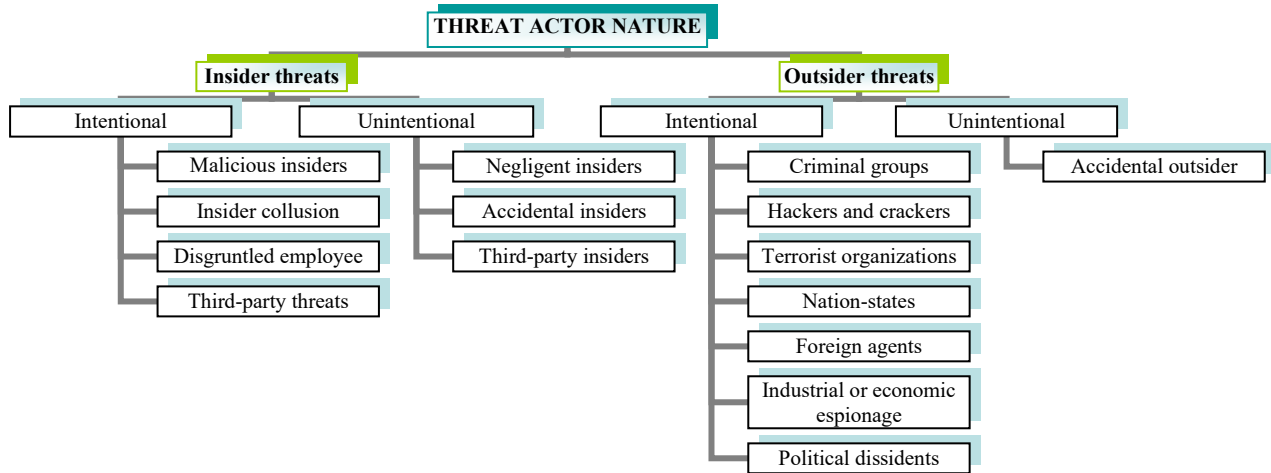 THREAT ACTOR NATURE
Insider threats
Outsider threats
Intentional
Unintentional
Intentional
Unintentional
Malicious insiders
Insider collusion
Disgruntled employee
Third-party threats
Negligent insiders
Accidental insiders
Third-party insiders
Criminal groups
Hackers and crackers
Terrorist organizations
Nation-states
Foreign agents
Industrial or economic
espionage
Political dissidents
Accidental outsider